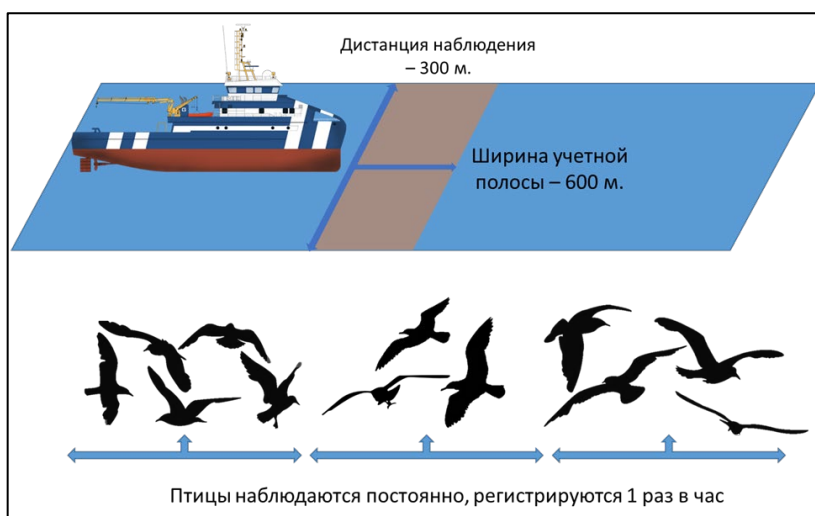 Дистанция наблюдения
– 300 м.
Ширина учетной
полосы – 600 м.
Птицы наблюдаются постоянно, регистрируются 1 раз в час